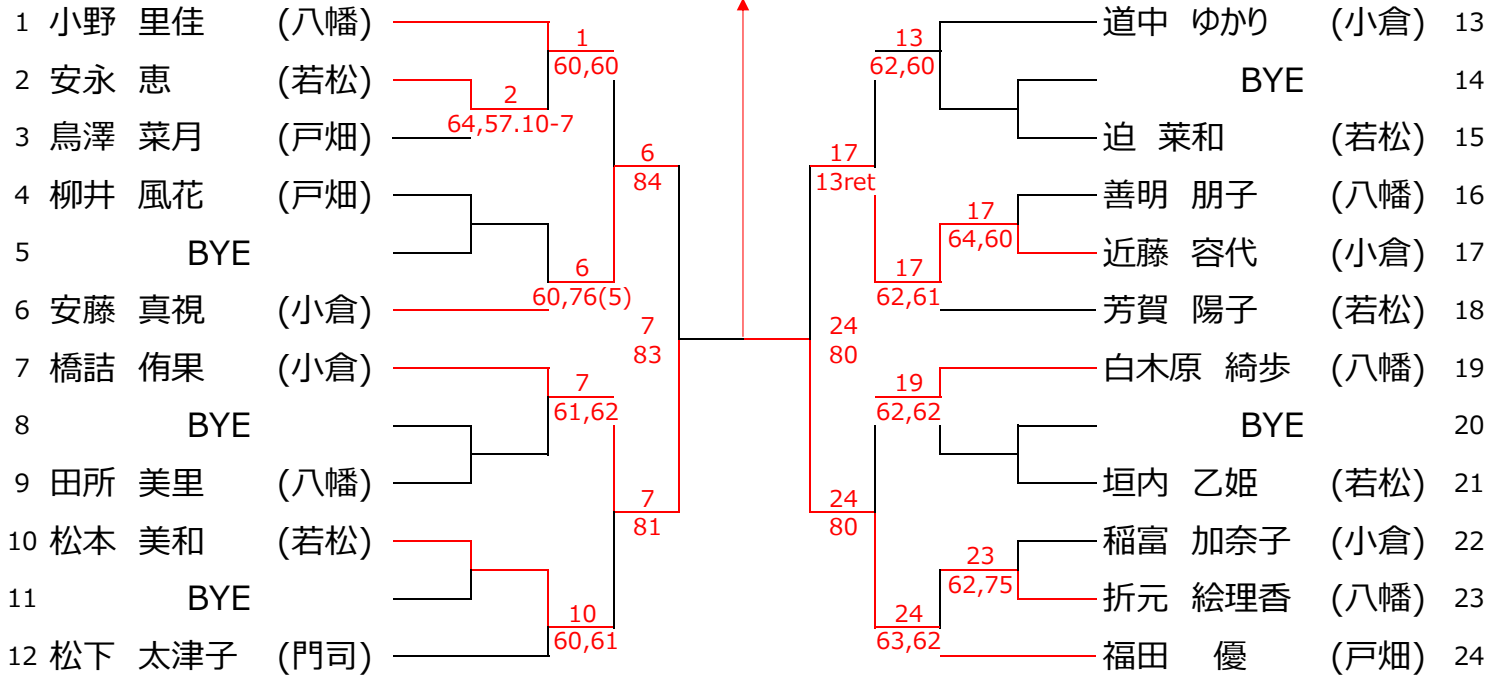 1 小野 里佳 (八幡)
2 安永 恵 (若松)
3 鳥澤 菜月 (戸畑)
4 柳井 風花 (戸畑)
5 BYE
6 安藤 真視 (小倉)
7 橋詰 侑果 (小倉)
8 BYE
9 田所 美里 (八幡)
10 松本 美和 (若松)
11 BYE
12 松下 太津子 (門司)
1
60,60
2
64,57.10-7
6
60,76(5)
7
61,62
10
60,61
6
84
7
81
7
83
24
80
17
13ret
24
80
13
62,60
17
62,61
19
62,62
24
63,62
17
64,60
23
62,75
道中 ゆかり (小倉) 13
BYE 14
迫 莱和 (若松) 15
善明 朋子 (八幡) 16
近藤 容代 (小倉) 17
芳賀 陽子 (若松) 18
白木原 綺歩 (八幡) 19
BYE 20
垣内 乙姫 (若松) 21
稲富 加奈子 (小倉) 22
折元 絵理香 (八幡) 23
福田 優 (戸畑) 24